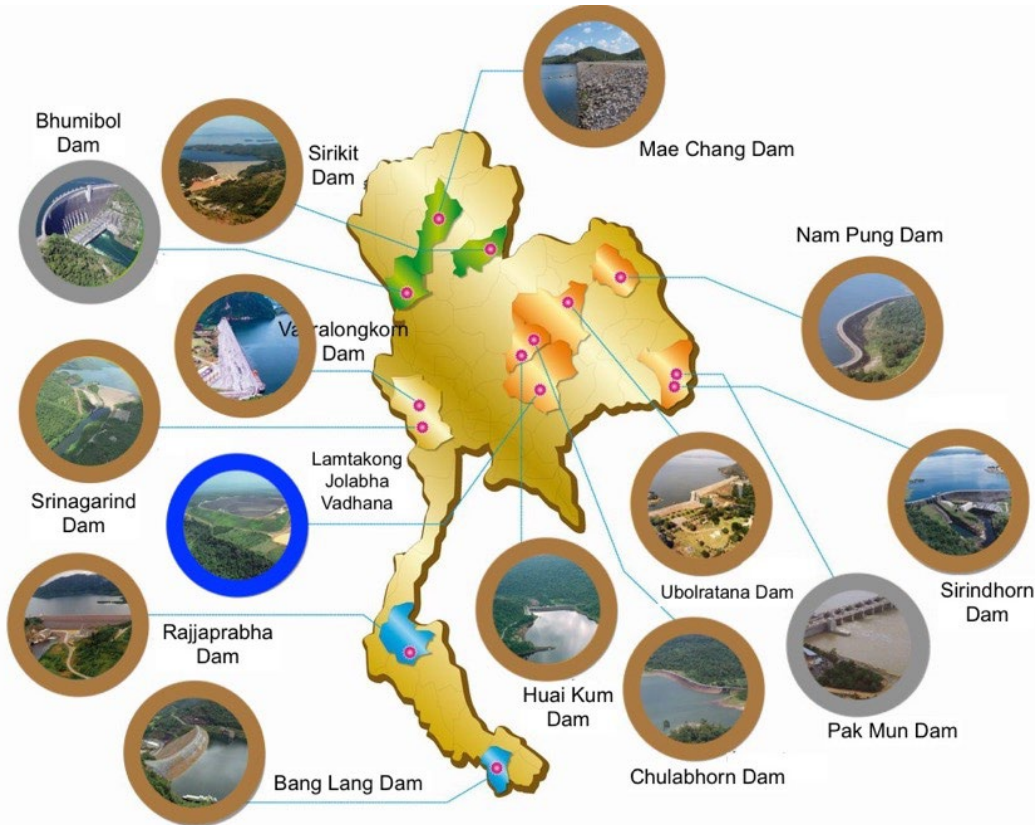 Mae Chang Dam
Bhumibol
Dam
Sirikit
Dam
Nam Pung Dam
Vajiralongkorn
Dam
Srinagarind
Dam
Lamtakong
Jolabha
Vadhana
Ubolratana Dam
Sirindhorn
Dam
Rajjaprabha
Dam
Huai Kum
Dam
Pak Mun Dam
Chulabhorn Dam
Bang Lang Dam